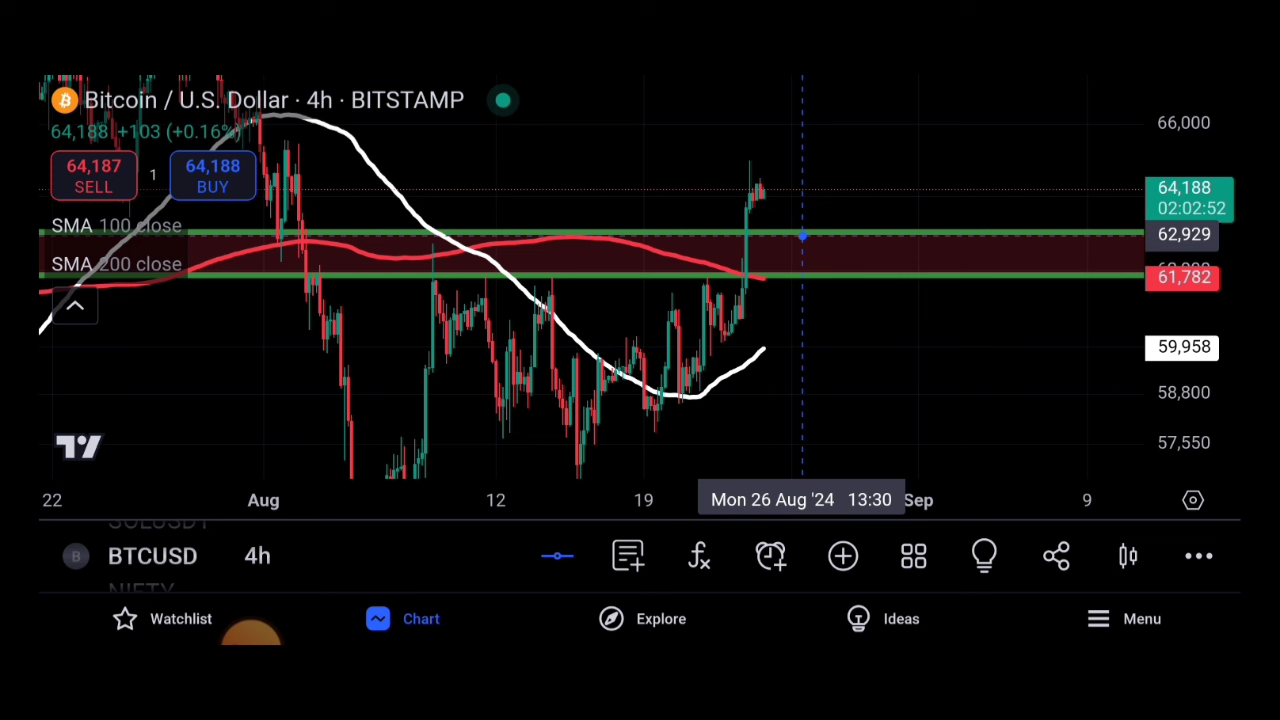 Bitcoin / U.S. Dollar · 4h · BITSTAMP
64,188 +103 (+0.16%)
64,187
SELL
1
64,188
BUY
SMA 100 close
SMA 200 close
66,000
64,188
02:02:52
62,929
61,782
59,958
58,800
57,550
22
Aug
12
19
Mon 26 Aug '24 13:30
Sep
9
SOLUSDT
B
BTCUSD 4h
NIFTY
Watchlist
Chart
Explore
Ideas
Menu